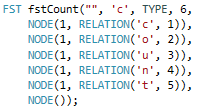 FST fstCount("", 'c', TYPE, 6,
    NODE(1, RELATION('c', 1)),
    NODE(1, RELATION('o', 2)),
    NODE(1, RELATION('u', 3)),
    NODE(1, RELATION('n', 4)),
    NODE(1, RELATION('t', 5)),
    NODE());